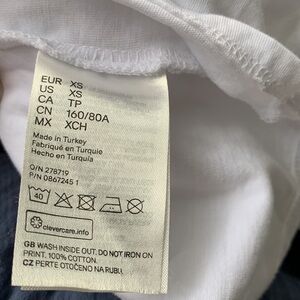 EUR XS
US XS
CA TP
CN 160/80A
MX XCH
Made in Turkey
Fabriqué en Turquie
Hecho en Turquía
O/N 278719
P/N 0867245 1
40
clevercare.info
GB WASH INSIDE OUT. DO NOT IRON ON
PRINT. 100% COTTON.
CZ PERTE OTOČENO NA RUBU.